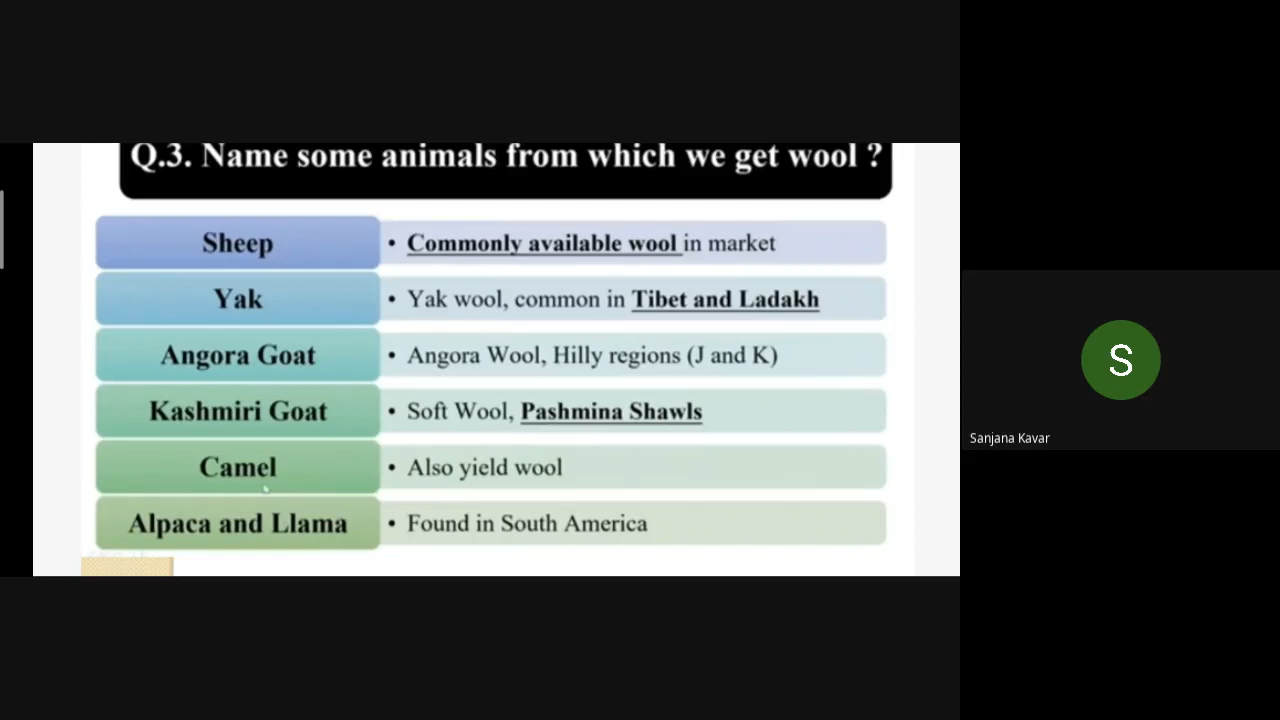 Q.3. Name some animals from which we get wool ?
Sheep
• Commonly available wool in market
Yak
• Yak wool, common in Tibet and Ladakh
Angora Goat
• Angora Wool, Hilly regions (J and K)
Kashmiri Goat
• Soft Wool, Pashmina Shawls
Camel
• Also yield wool
Alpaca and Llama
• Found in South America
S
Sanjana Kavar